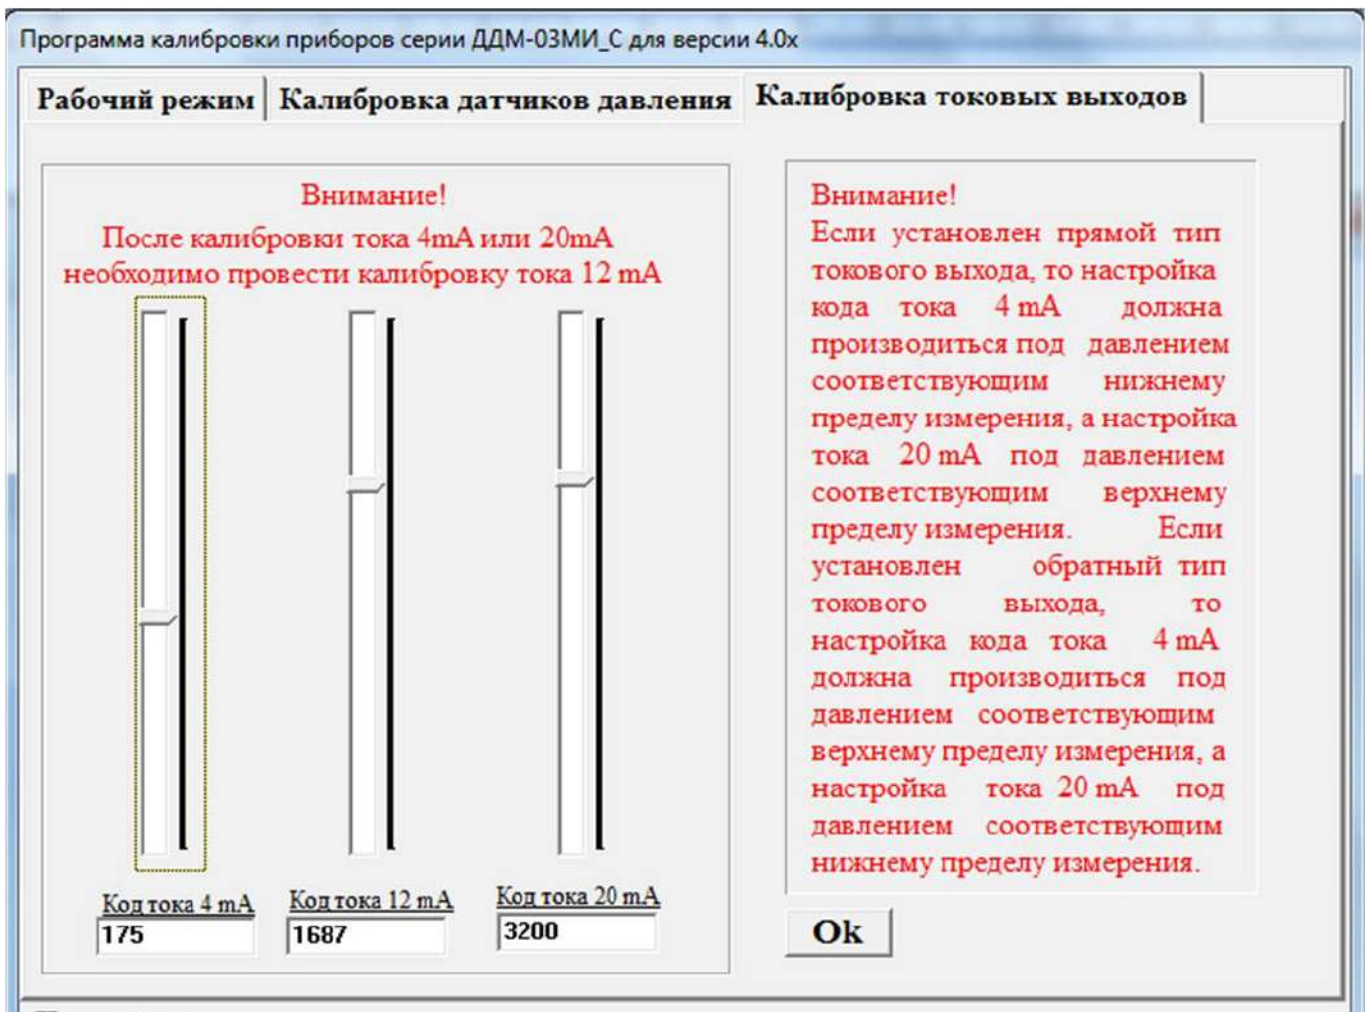 Программа калибровки приборов серии ДДМ-03МИ_С для версии 4.0x
Рабочий режим
Калибровка датчиков давления
Калибровка токовых выходов
Внимание!
После калибровки тока 4mA или 20mA
необходимо провести калибровку тока 12 mA
Код тока 4 mA
175
Код тока 12 mA
1687
Код тока 20 mA
3200
Внимание!
Если установлен прямой тип
токового выхода, то настройка
кода тока 4 mA должна
производиться под давлением
соответствующим нижнему
пределу измерения, а настройка
тока 20 mA под давлением
соответствующим верхнему
пределу измерения. Если
установлен обратный тип
токового выхода, то
настройка кода тока 4 mA
должна производиться под
давлением соответствующим
верхнему пределу измерения, а
настройка тока 20 mA под
давлением соответствующим
нижнему пределу измерения.
Ok